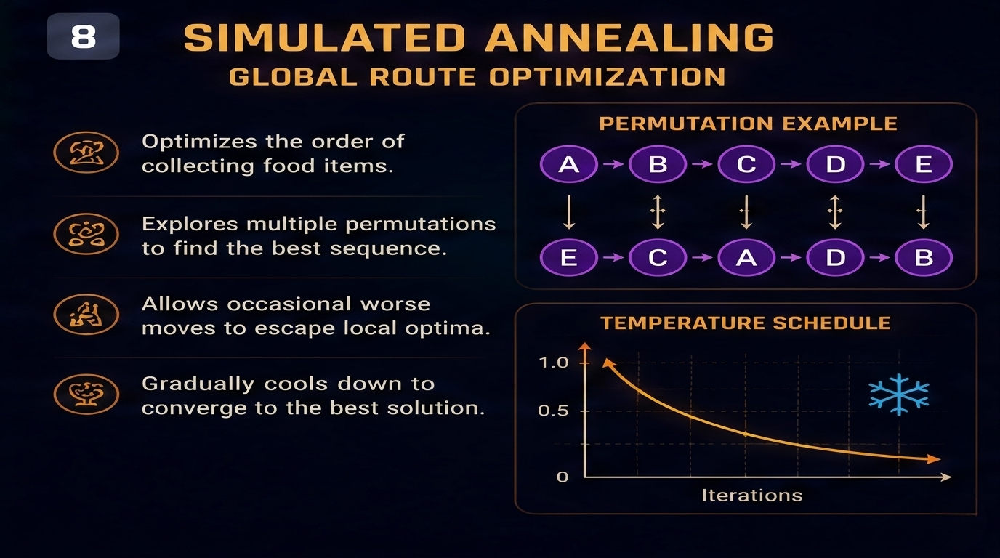 8
SIMULATED ANNEALING
GLOBAL ROUTE OPTIMIZATION
Optimizes the order of
collecting food items.
Explores multiple permutations
to find the best sequence.
Allows occasional worse
moves to escape local optima.
Gradually cools down to
converge to the best solution.
PERMUTATION EXAMPLE
A B C D E
E C A D B
TEMPERATURE SCHEDULE
1.0
0.5
0
Iterations